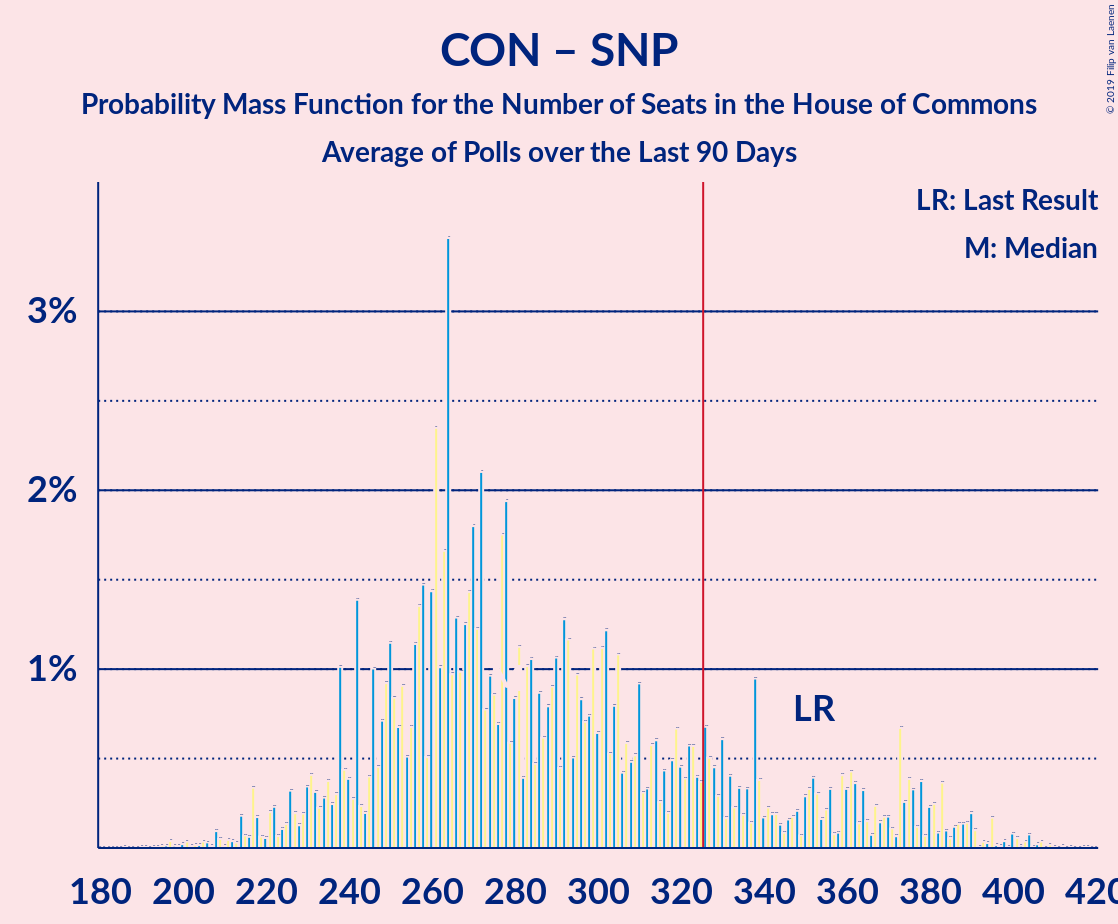 CON – SNP
Probability Mass Function for the Number of Seats in the House of Commons
Average of Polls over the Last 90 Days
© 2019 Filip van Laenen
LR: Last Result
M: Median
3%
2%
1%
LR
180 200 220 240 260 280 300 320 340 360 380 400 420